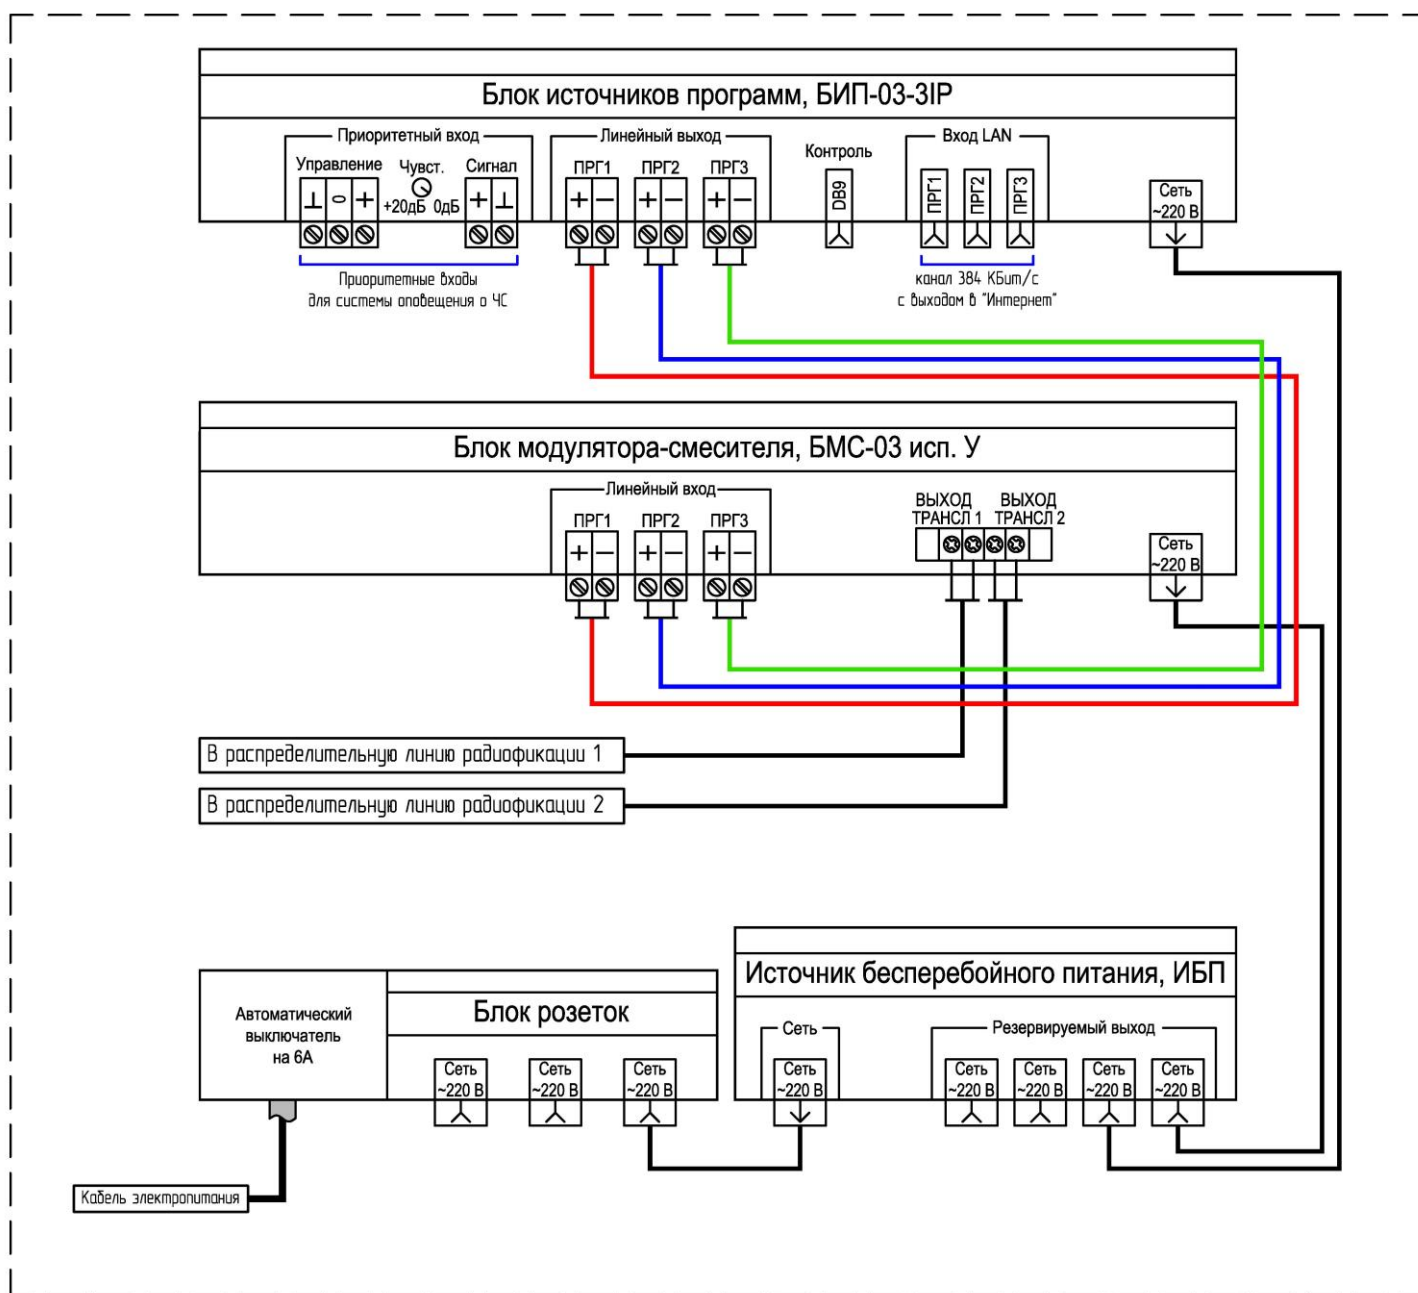 Блок источников программ, БИП-03-3IP
Приоритетный вход
Линейный выход
Вход LAN
Контроль
Управление
Чувст.
Сигнал
ПРГ1
ПРГ2
ПРГ3
DB9
ПРГ1
ПРГ2
ПРГ3
Сеть
~220 В
⊥ 0 +
+20дБ 0дБ
+ ⊥
+ −
+ −
+ −
Приоритетные входы
для системы оповещения о ЧС
канал 384 КБит/с
с выходом в "Интернет"
Блок модулятора-смесителя, БМС-03 исп. У
Линейный вход
ПРГ1
ПРГ2
ПРГ3
+ −
+ −
+ −
ВЫХОД
ТРАНСЛ 1
ВЫХОД
ТРАНСЛ 2
Сеть
~220 В
В распределительную линию радиофикации 1
В распределительную линию радиофикации 2
Автоматический
выключатель
на 6А
Блок розеток
Сеть
~220 В
Сеть
~220 В
Сеть
~220 В
Источник бесперебойного питания, ИБП
Сеть
Резервируемый выход
Сеть
~220 В
Сеть
~220 В
Сеть
~220 В
Сеть
~220 В
Сеть
~220 В
Кабель электропитания